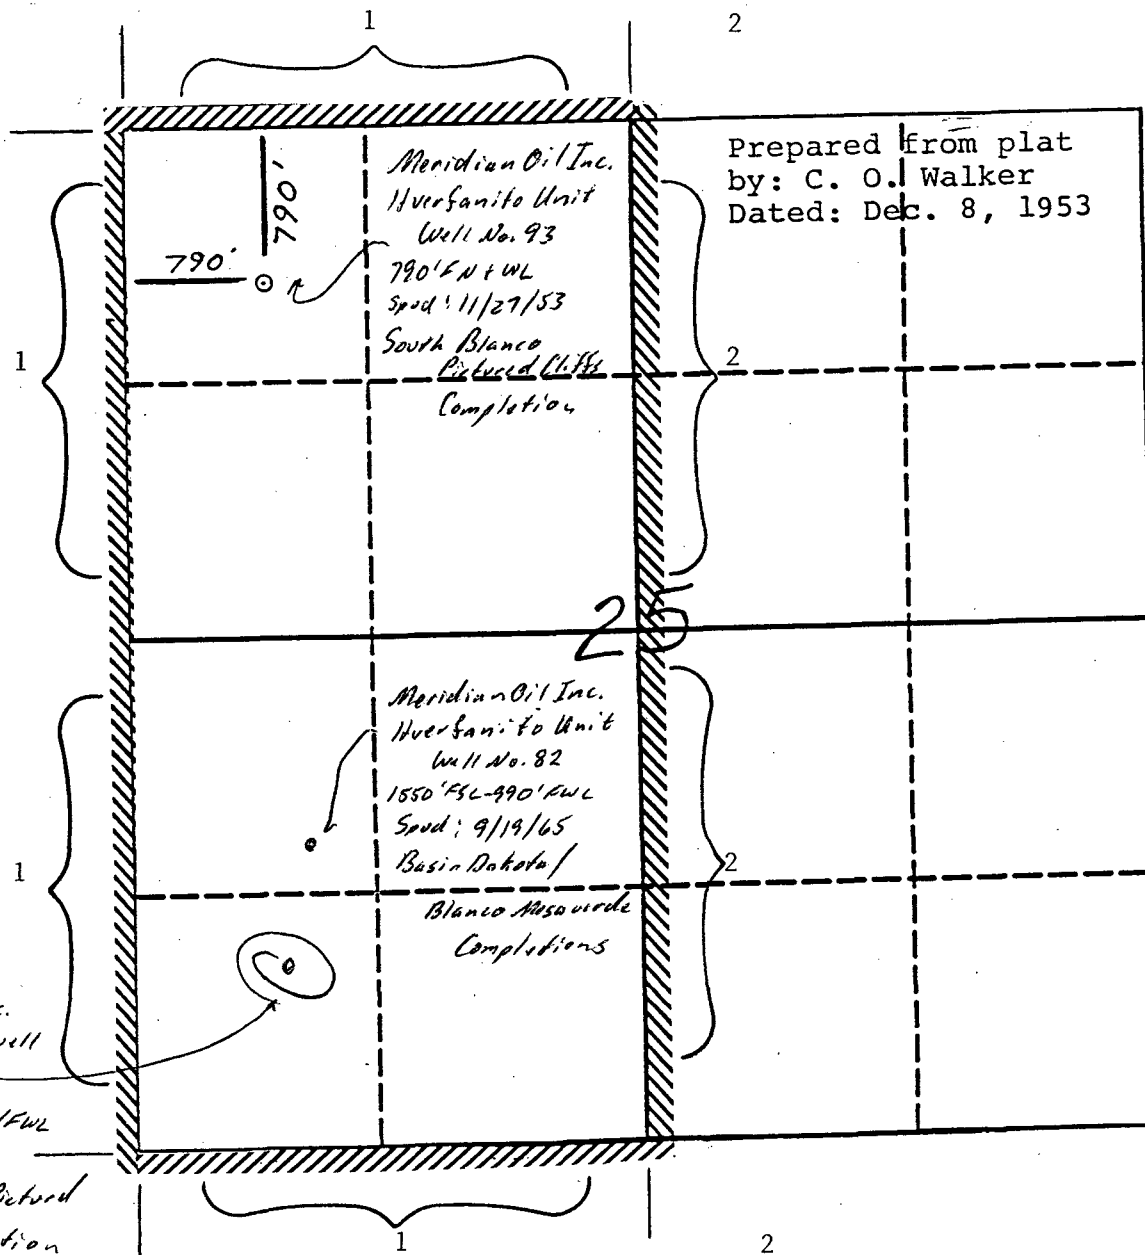 1
2
Prepared from plat
by: C. O. Walker
Dated: Dec. 8, 1953
790'
790'
Meridian Oil Inc.
Huerfanito Unit
Well No. 93
790'FN+WL
Spud: 11/27/53
South Blanco
Pictured Cliffs
Completion
1
2
25
Meridian Oil Inc.
Huerfanito Unit
Well No. 82
1550'FSL-990'FWL
Spud: 9/19/65
Basin Dakota/
Blanco Mesaverde
Completions
1
2
well
FWL
Pictured
1
2